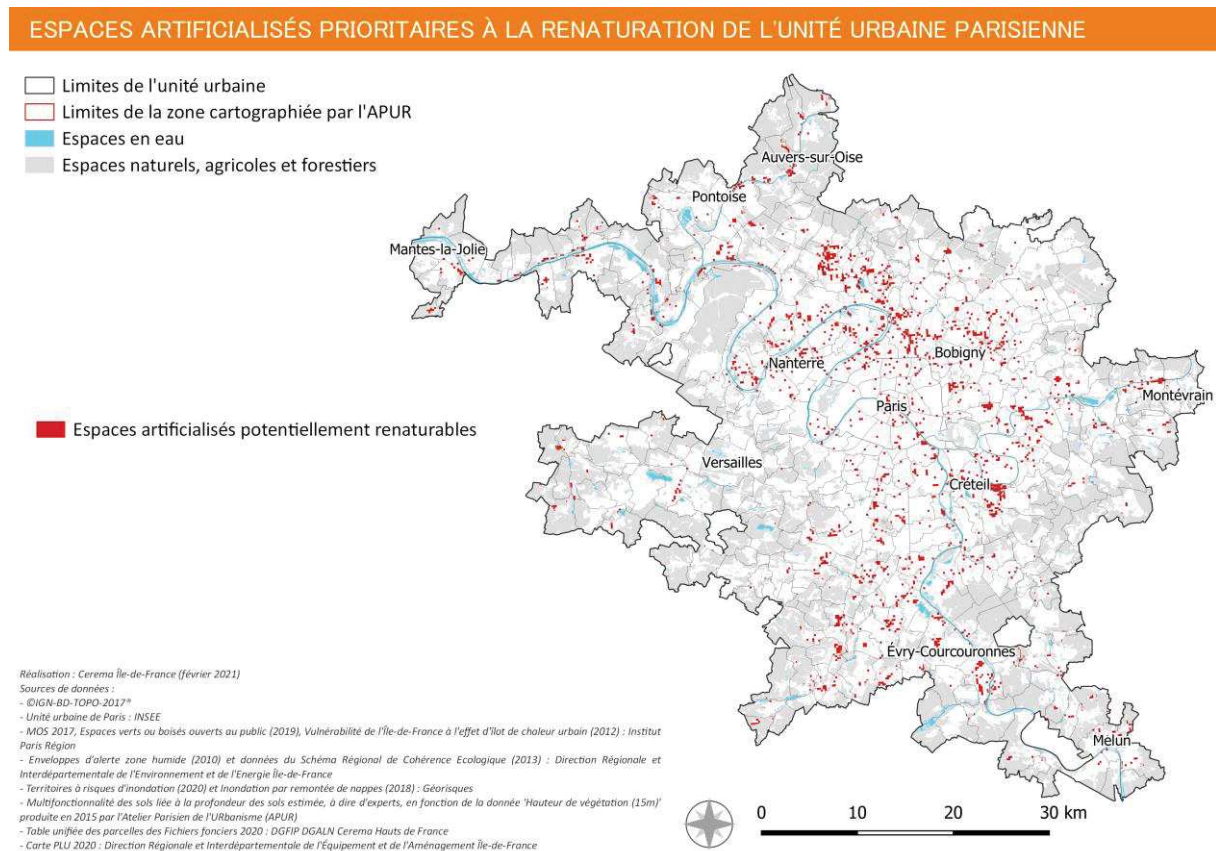 ESPACES ARTIFICIALISÉS PRIORITAIRES À LA RENATURATION DE L'UNITÉ URBAINE PARISIENNE
Limites de l'unité urbaine
Limites de la zone cartographiée par l'APUR
Espaces en eau
Espaces naturels, agricoles et forestiers
Auvers-sur-Oise
Pontoise
Mantes-la-Jolie
Nanterre
Bobigny
Montévrain
Paris
Espaces artificialisés potentiellement renaturables
Versailles
Créteil
Évry-Courcouronnes
Melun
Réalisation : Cerema Île-de-France (février 2021)
Sources de données :
- ©IGN-BD-TOPO-2017®
- Unité urbaine de Paris : INSEE
- MOS 2017, Espaces verts ou boisés ouverts au public (2019), Vulnérabilité de l'Île-de-France à l'effet d'îlot de chaleur urbain (2012) : Institut
Paris Région
- Enveloppes d'alerte zone humide (2010) et données du Schéma Régional de Cohérence Ecologique (2013) : Direction Régionale et
Interdépartementale de l'Environnement et de l'Energie Île-de-France
- Territoires à risques d'inondation (2020) et Inondation par remontée de nappes (2018) : Géorisques
- Multifonctionnalité des sols liée à la profondeur des sols estimée, à dire d'experts, en fonction de la donnée 'Hauteur de végétation (15m)'
produite en 2015 par l'Atelier Parisien de l'URbanisme (APUR)
- Table unifiée des parcelles des Fichiers fonciers 2020 : DGFIP DGALN Cerema Hauts de France
- Carte PLU 2020 : Direction Régionale et Interdépartementale de l'Équipement et de l'Aménagement Île-de-France
0 10 20 30 km